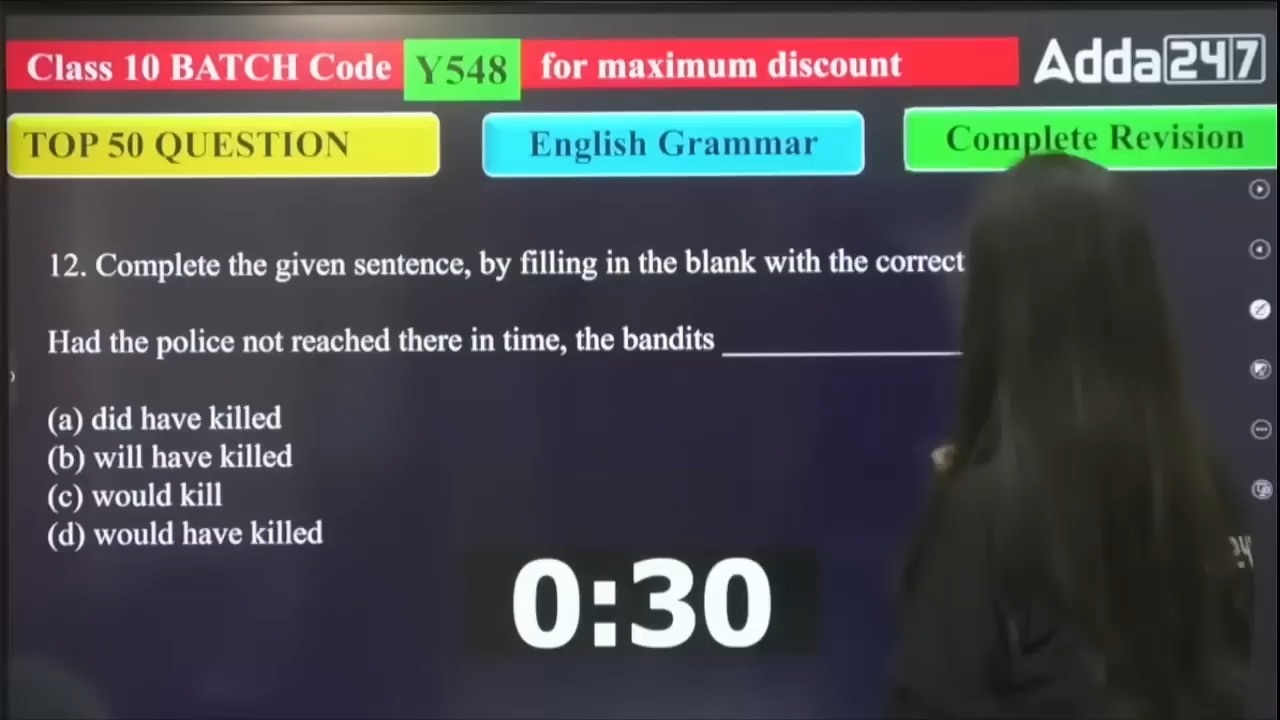 Class 10 BATCH Code Y548 for maximum discount
Adda247
TOP 50 QUESTION
English Grammar
Complete Revision
12. Complete the given sentence, by filling in the blank with the correct
Had the police not reached there in time, the bandits
(a) did have killed
(b) will have killed
(c) would kill
(d) would have killed
0:30